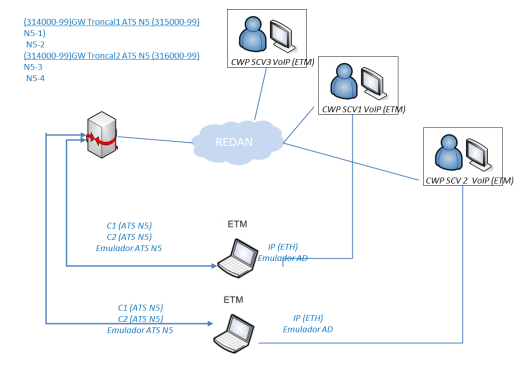 (314000-99)GW Troncal1 ATS N5 (315000-99)
N5-1)
N5-2
(314000-99)GW Troncal2 ATS N5 (316000-99)
N5-3
N5-4
CWP SCV3 VoIP (ETM)
CWP SCV1 VoIP (ETM)
REDAN
CWP SCV 2 VoIP (ETM)
ETM
C1 (ATS N5)
C2 (ATS N5)
Emulador ATS N5
IP (ETH)
Emulador AD
ETM
C1 (ATS N5)
C2 (ATS N5)
Emulador ATS N5
IP (ETH)
Emulador AD